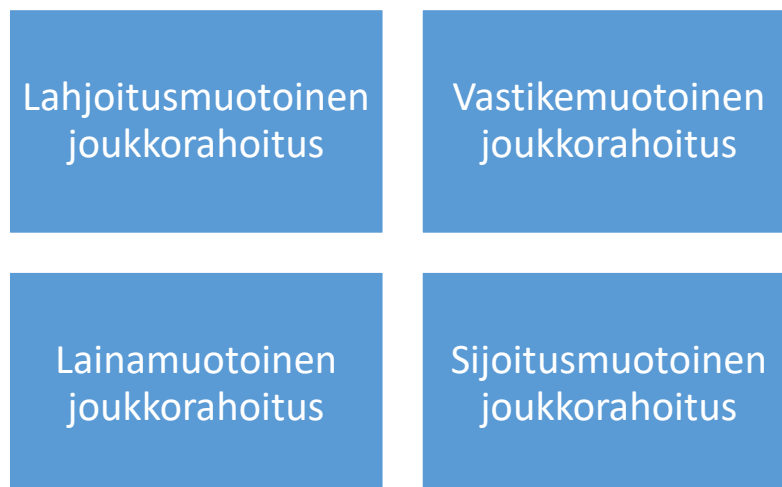 Lahjoitusmuotoinen
joukkorahoitus
Vastikemuotoinen
joukkorahoitus
Lainamuotoinen
joukkorahoitus
Sijoitusmuotoinen
joukkorahoitus